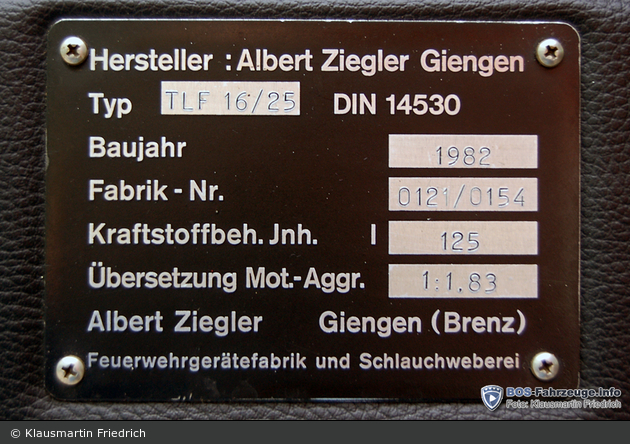 Hersteller : Albert Ziegler Giengen
Typ TLF 16/25 DIN 14530
Baujahr 1982
Fabrik - Nr. 0121/0154
Kraftstoffbeh. Jnh. l 125
Übersetzung Mot.-Aggr. 1:1.83
Albert Ziegler Giengen (Brenz)
Feuerwehrgerätefabrik und Schlauchweberei
BOS-Fahrzeuge.Info
Foto: Klausmartin Friedrich
© Klausmartin Friedrich